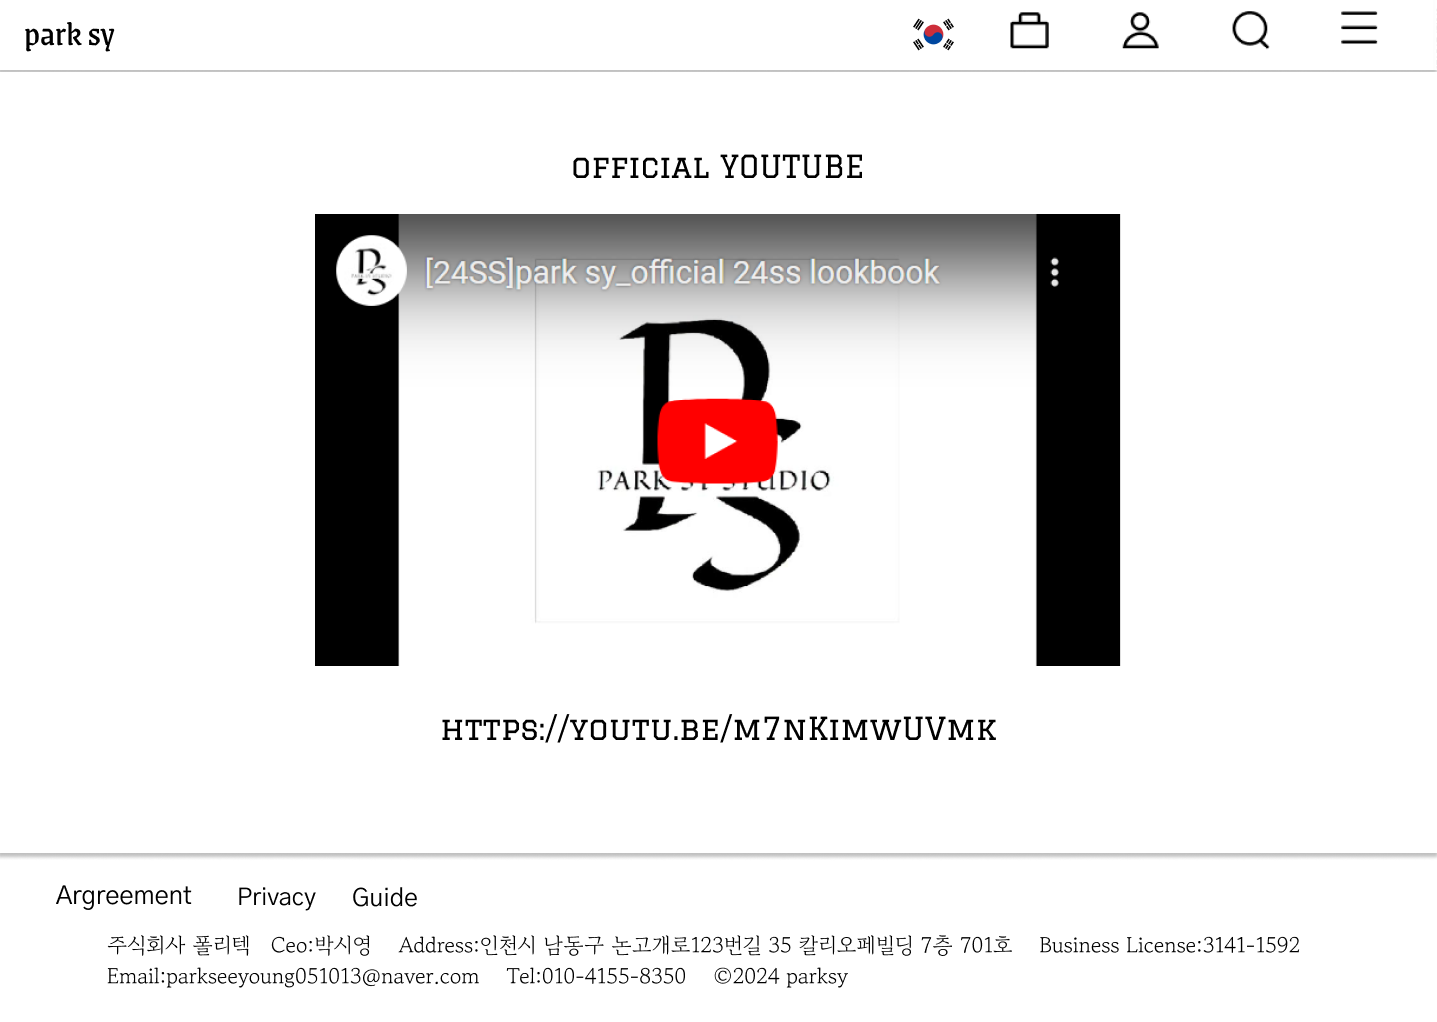 park sy
OFFICIAL YOUTUBE
[24SS]park sy_official 24ss lookbook
PARK SY STUDIO
HTTPS://YOUTU.BE/M7NKIMWUVMK
Argreement Privacy Guide
주식회사 폴리텍 Ceo:박시영 Address:인천시 남동구 논고개로123번길 35 칼리오페빌딩 7층 701호 Business License:3141-1592
Email:parkseeyoung051013@naver.com Tel:010-4155-8350 ©2024 parksy